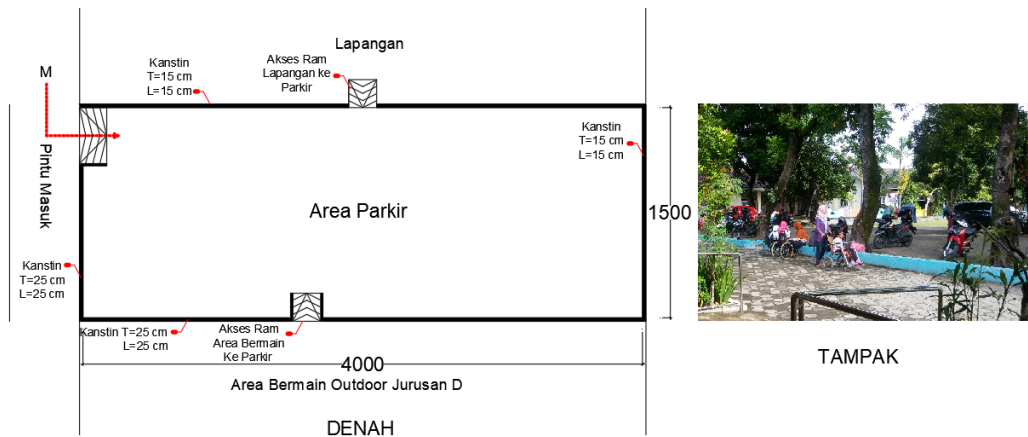 Lapangan
Kanstin
T=15 cm
L=15 cm
Akses Ram
Lapangan ke
Parkir
M
Pintu Masuk
Kanstin
T=15 cm
L=15 cm
Area Parkir
1500
Kanstin
T=25 cm
L=25 cm
Kanstin T=25 cm
L=25 cm
Akses Ram
Area Bermain
Ke Parkir
4000
Area Bermain Outdoor Jurusan D
DENAH
TAMPAK